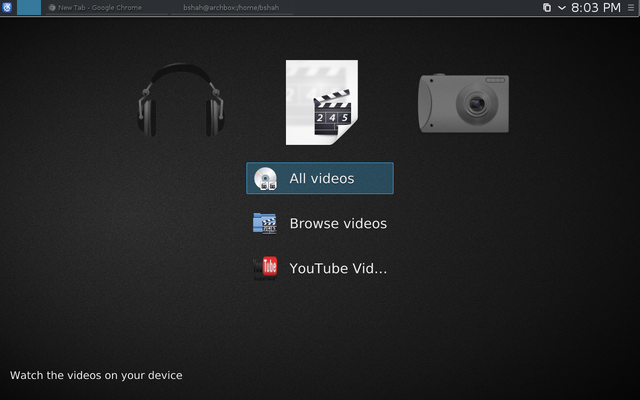 New Tab - Google Chrome
bshah@archbox:/home/bshah
8:03 PM
2 4 5
All videos
Browse videos
YouTube Vid...
Watch the videos on your device